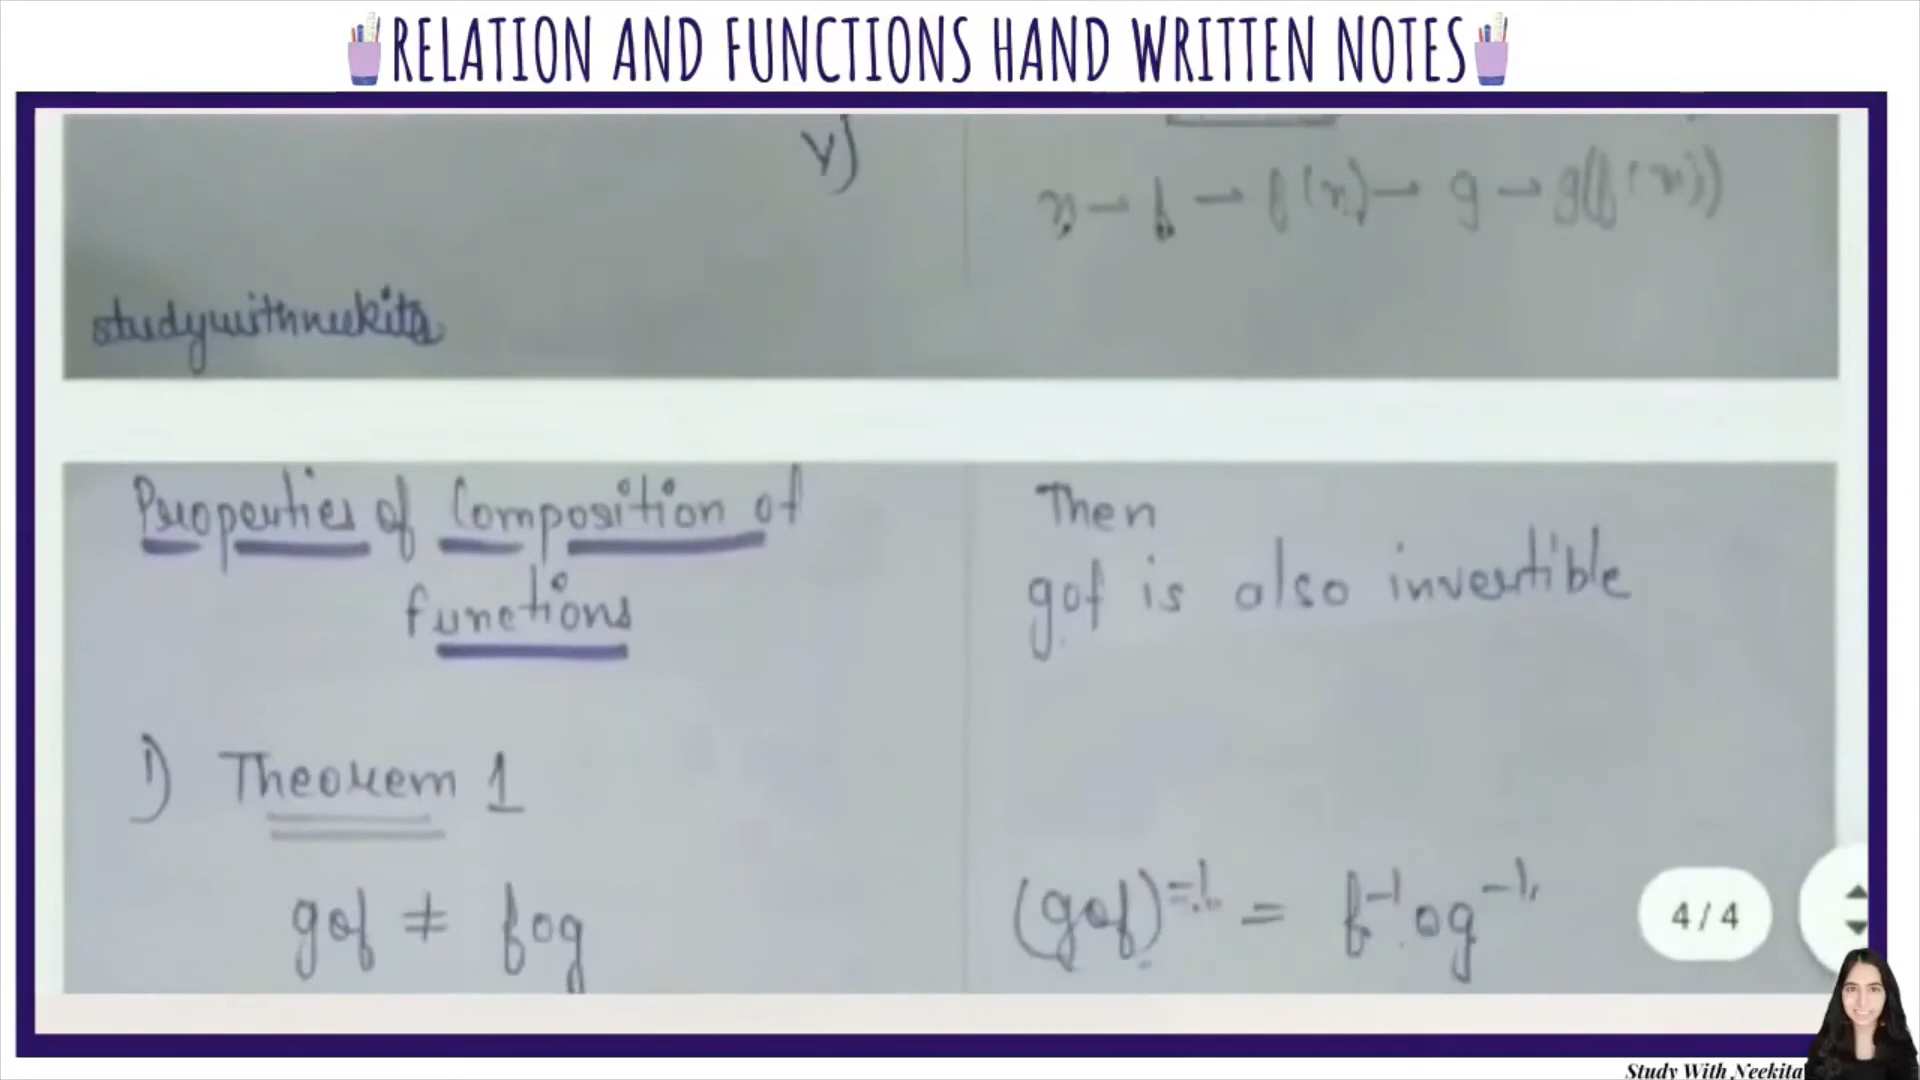 RELATION AND FUNCTIONS HAND WRITTEN NOTES
v)
x → f → f(x) → g → g(f(x))
studywithneekita
Properties of Composition of
functions
1) Theorem 1
gof ≠ fog
Then
gof is also invertible
(gof)⁻¹ = f⁻¹og⁻¹
4 / 4
Study With Neekita